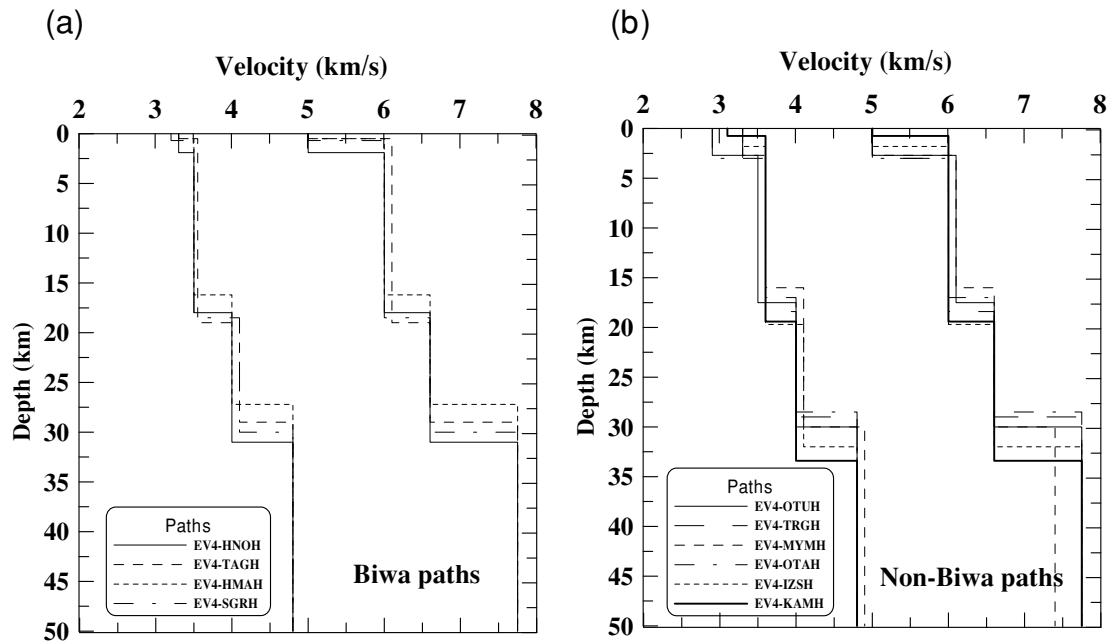 (a)
Velocity (km/s)
2 3 4 5 6 7 8
0
5
10
15
20
25
30
35
40
45
50
Depth (km)
Paths
EV4-HNOH
EV4-TAGH
EV4-HMAH
EV4-SGRH
Biwa paths
(b)
Velocity (km/s)
2 3 4 5 6 7 8
0
5
10
15
20
25
30
35
40
45
50
Depth (km)
Paths
EV4-OTUH
EV4-TRGH
EV4-MYMH
EV4-OTAH
EV4-IZSH
EV4-KAMH
Non-Biwa paths